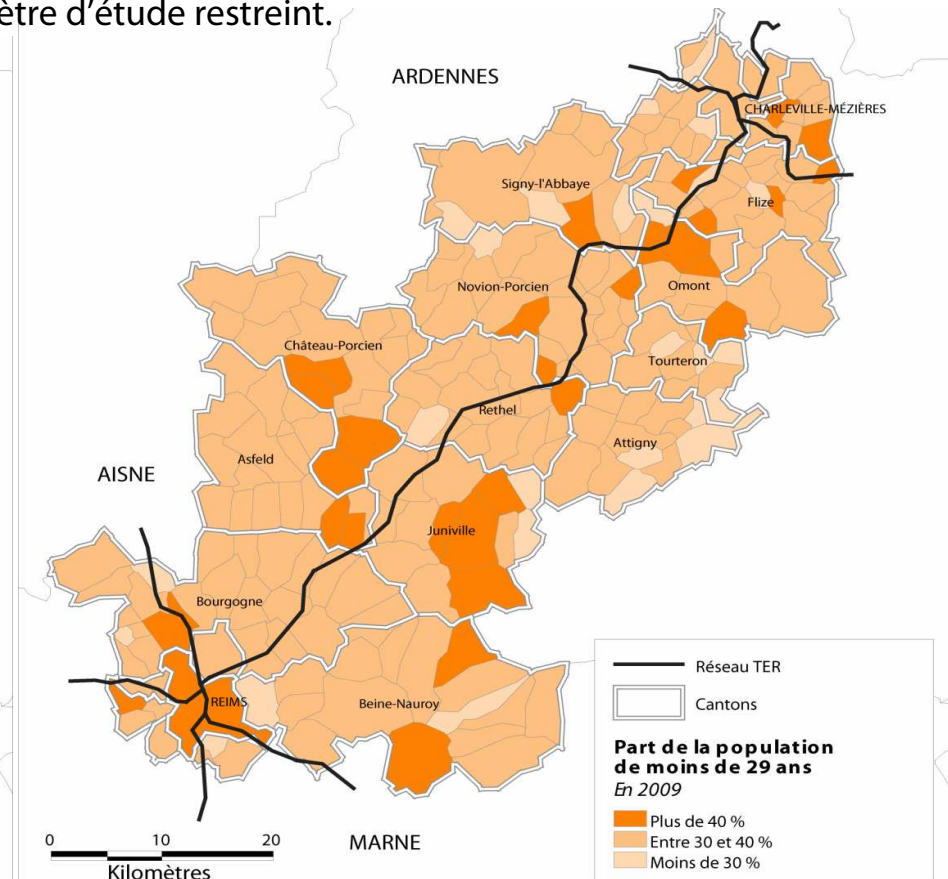 ètre d’étude restreint.
ARDENNES
CHARLEVILLE-MÉZIÈRES
Signy-l'Abbaye
Flize
Novion-Porcien
Omont
Château-Porcien
Tourteron
Rethel
Attigny
Asfeld
AISNE
Juniville
Bourgogne
REIMS
Beine-Nauroy
MARNE
Réseau TER
Cantons
Part de la population
de moins de 29 ans
En 2009
Plus de 40 %
Entre 30 et 40 %
Moins de 30 %
0 10 20
Kilomètres